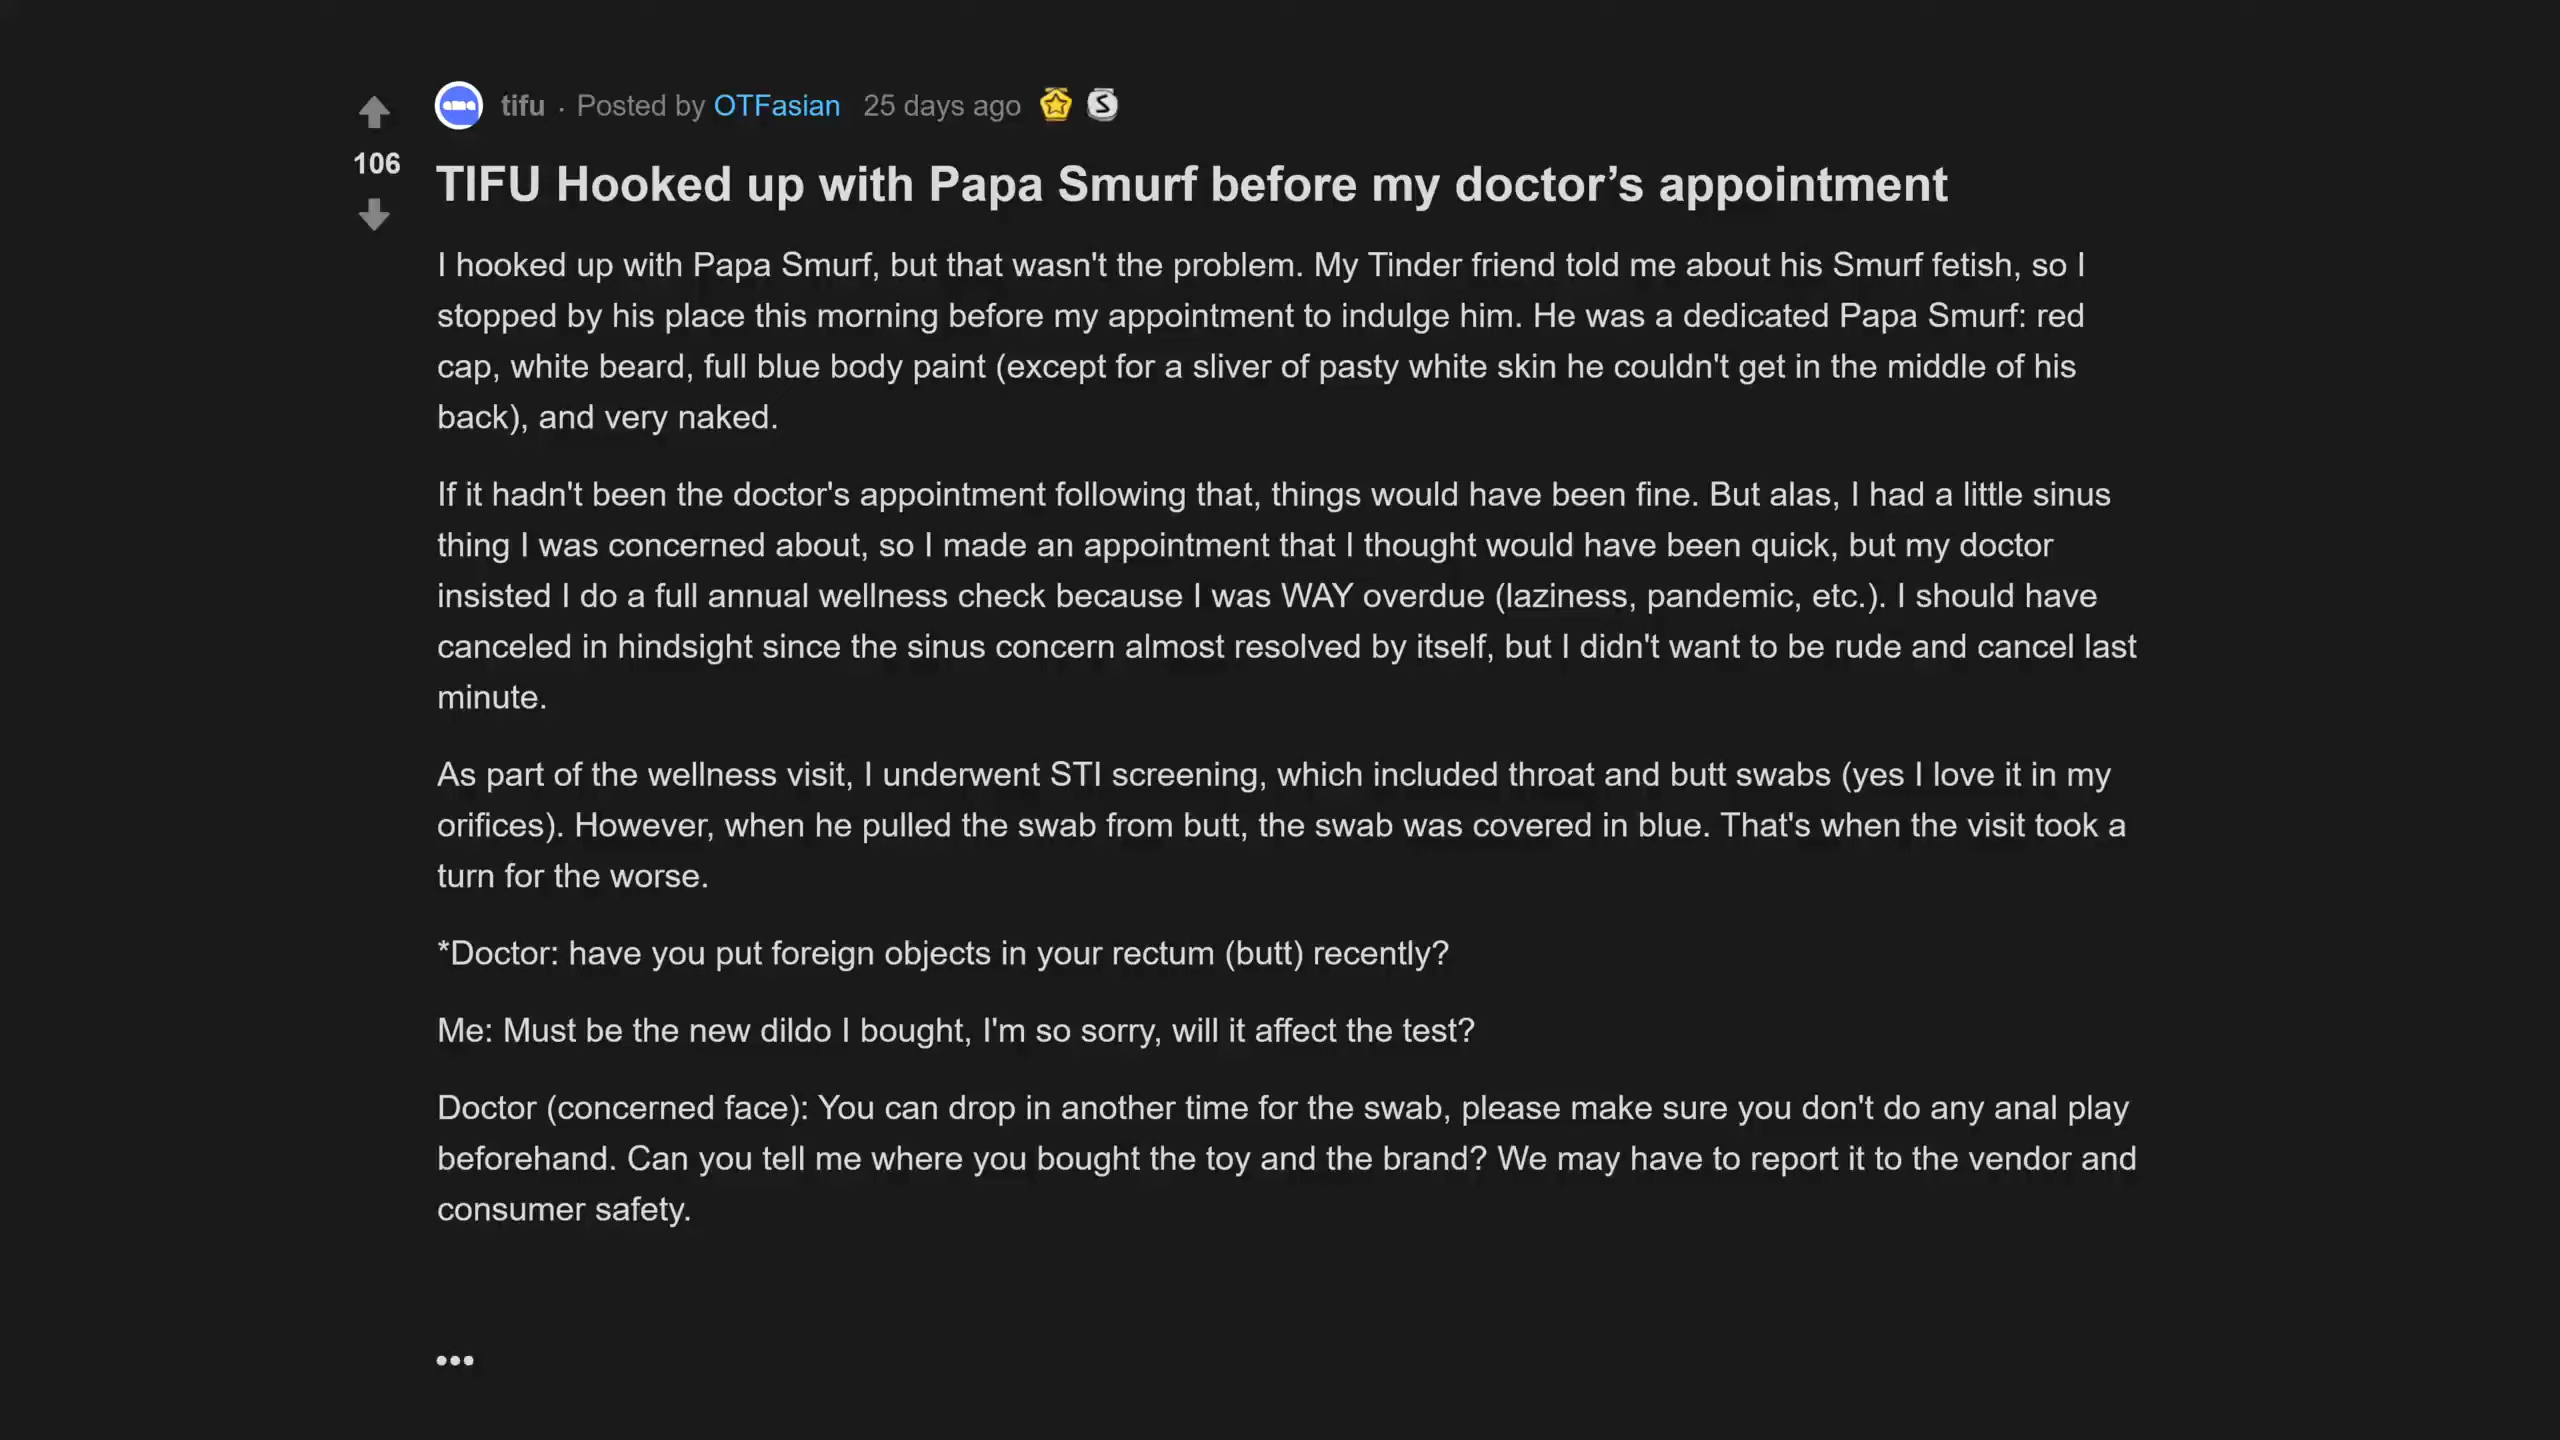 tifu · Posted by OTFasian 25 days ago
106
TIFU Hooked up with Papa Smurf before my doctor’s appointment
I hooked up with Papa Smurf, but that wasn't the problem. My Tinder friend told me about his Smurf fetish, so I
stopped by his place this morning before my appointment to indulge him. He was a dedicated Papa Smurf: red
cap, white beard, full blue body paint (except for a sliver of pasty white skin he couldn't get in the middle of his
back), and very naked.
If it hadn't been the doctor's appointment following that, things would have been fine. But alas, I had a little sinus
thing I was concerned about, so I made an appointment that I thought would have been quick, but my doctor
insisted I do a full annual wellness check because I was WAY overdue (laziness, pandemic, etc.). I should have
canceled in hindsight since the sinus concern almost resolved by itself, but I didn't want to be rude and cancel last
minute.
As part of the wellness visit, I underwent STI screening, which included throat and butt swabs (yes I love it in my
orifices). However, when he pulled the swab from butt, the swab was covered in blue. That's when the visit took a
turn for the worse.
*Doctor: have you put foreign objects in your rectum (butt) recently?
Me: Must be the new dildo I bought, I'm so sorry, will it affect the test?
Doctor (concerned face): You can drop in another time for the swab, please make sure you don't do any anal play
beforehand. Can you tell me where you bought the toy and the brand? We may have to report it to the vendor and
consumer safety.
•••